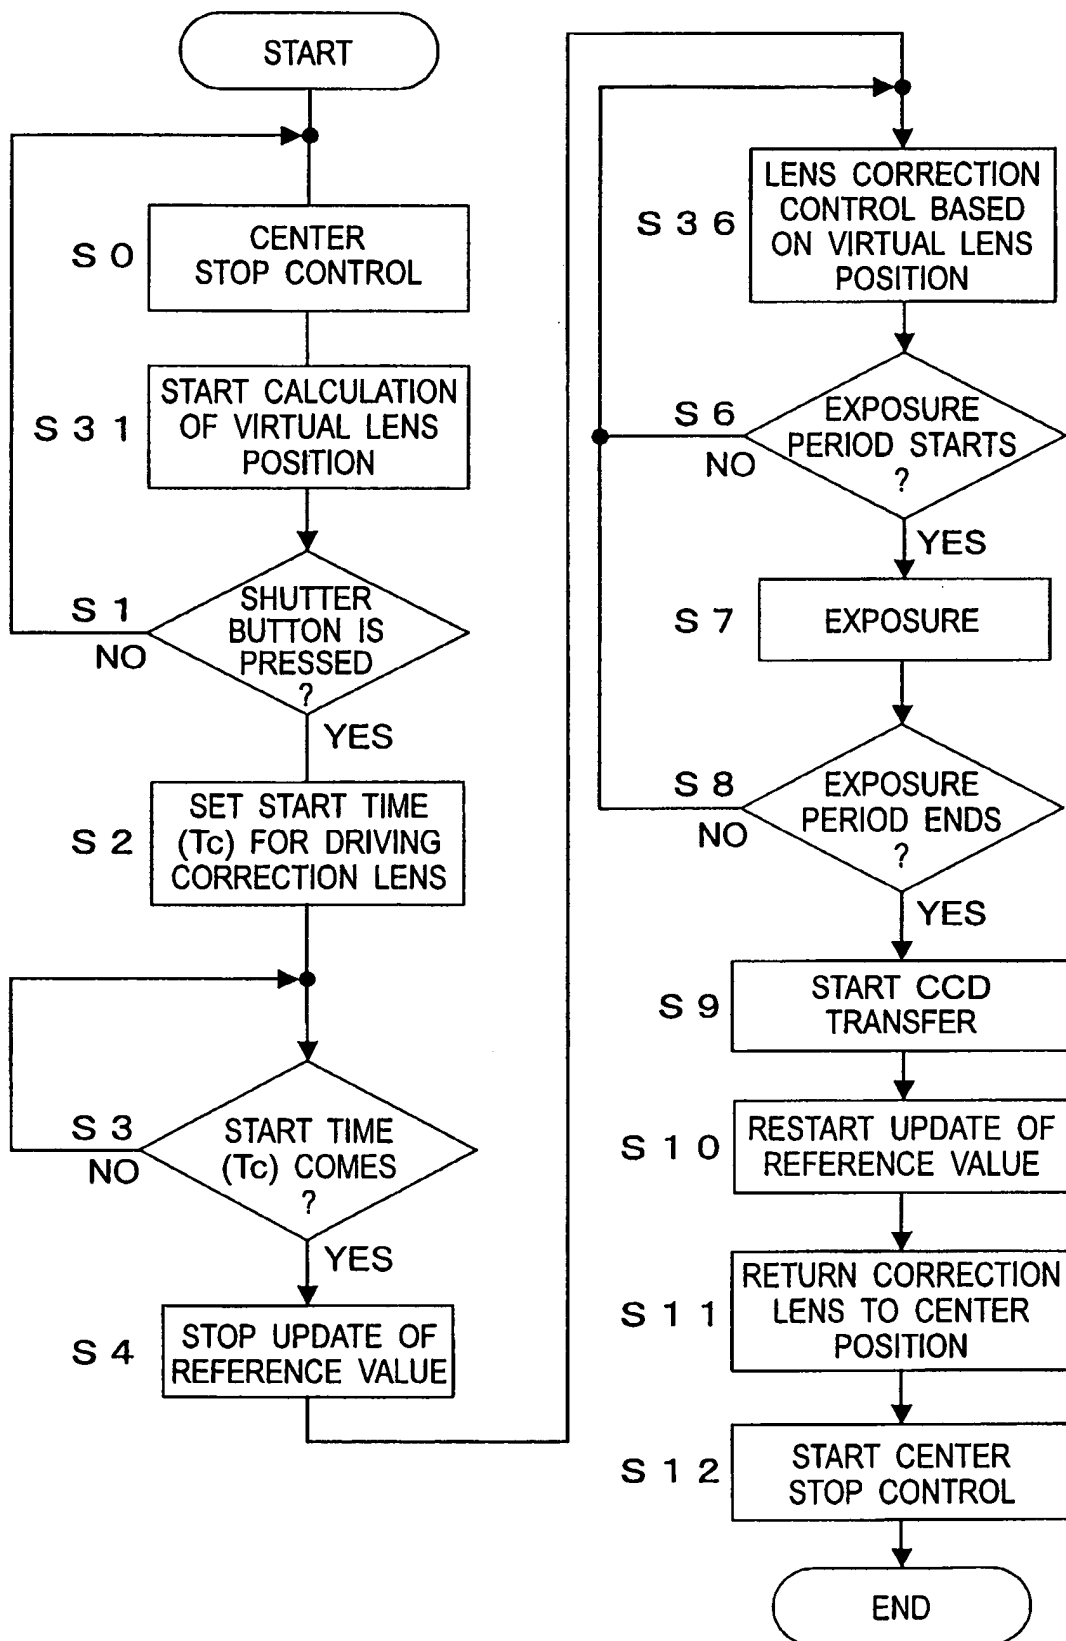 START
S 0
CENTER
STOP CONTROL
S 3 1
START CALCULATION
OF VIRTUAL LENS
POSITION
S 1
SHUTTER
BUTTON IS
PRESSED
?
NO
YES
S 2
SET START TIME
(Tc) FOR DRIVING
CORRECTION LENS
S 3
START TIME
(Tc) COMES
?
NO
YES
S 4
STOP UPDATE OF
REFERENCE VALUE
S 3 6
LENS CORRECTION
CONTROL BASED
ON VIRTUAL LENS
POSITION
S 6
EXPOSURE
PERIOD STARTS
?
NO
YES
S 7
EXPOSURE
S 8
EXPOSURE
PERIOD ENDS
?
NO
YES
S 9
START CCD
TRANSFER
S 1 0
RESTART UPDATE OF
REFERENCE VALUE
S 1 1
RETURN CORRECTION
LENS TO CENTER
POSITION
S 1 2
START CENTER
STOP CONTROL
END